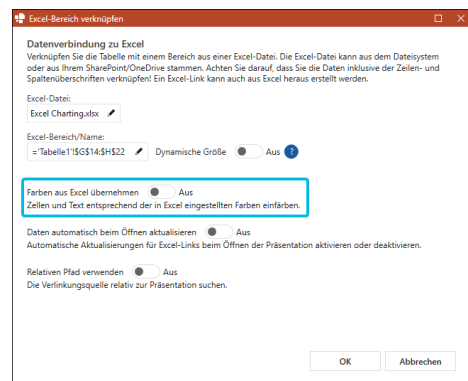 Excel-Bereich verknüpfen
Datenverbindung zu Excel
Verknüpfen Sie die Tabelle mit einem Bereich aus einer Excel-Datei. Die Excel-Datei kann aus dem Dateisystem
oder aus Ihrem SharePoint/OneDrive stammen. Achten Sie darauf, dass Sie die Daten inklusive der Zeilen- und
Spaltenüberschriften verknüpfen! Ein Excel-Link kann auch aus Excel heraus erstellt werden.
Excel-Datei:
Excel Charting.xlsx
Excel-Bereich/Name:
='Tabelle1'!$G$14:$H$22 Dynamische Größe Aus ?
Farben aus Excel übernehmen Aus
Zellen und Text entsprechend der in Excel eingestellten Farben einfärben.
Daten automatisch beim Öffnen aktualisieren Aus
Automatische Aktualisierungen für Excel-Links beim Öffnen der Präsentation aktivieren oder deaktivieren.
Relativen Pfad verwenden Aus
Die Verlinkungsquelle relativ zur Präsentation suchen.
OK Abbrechen